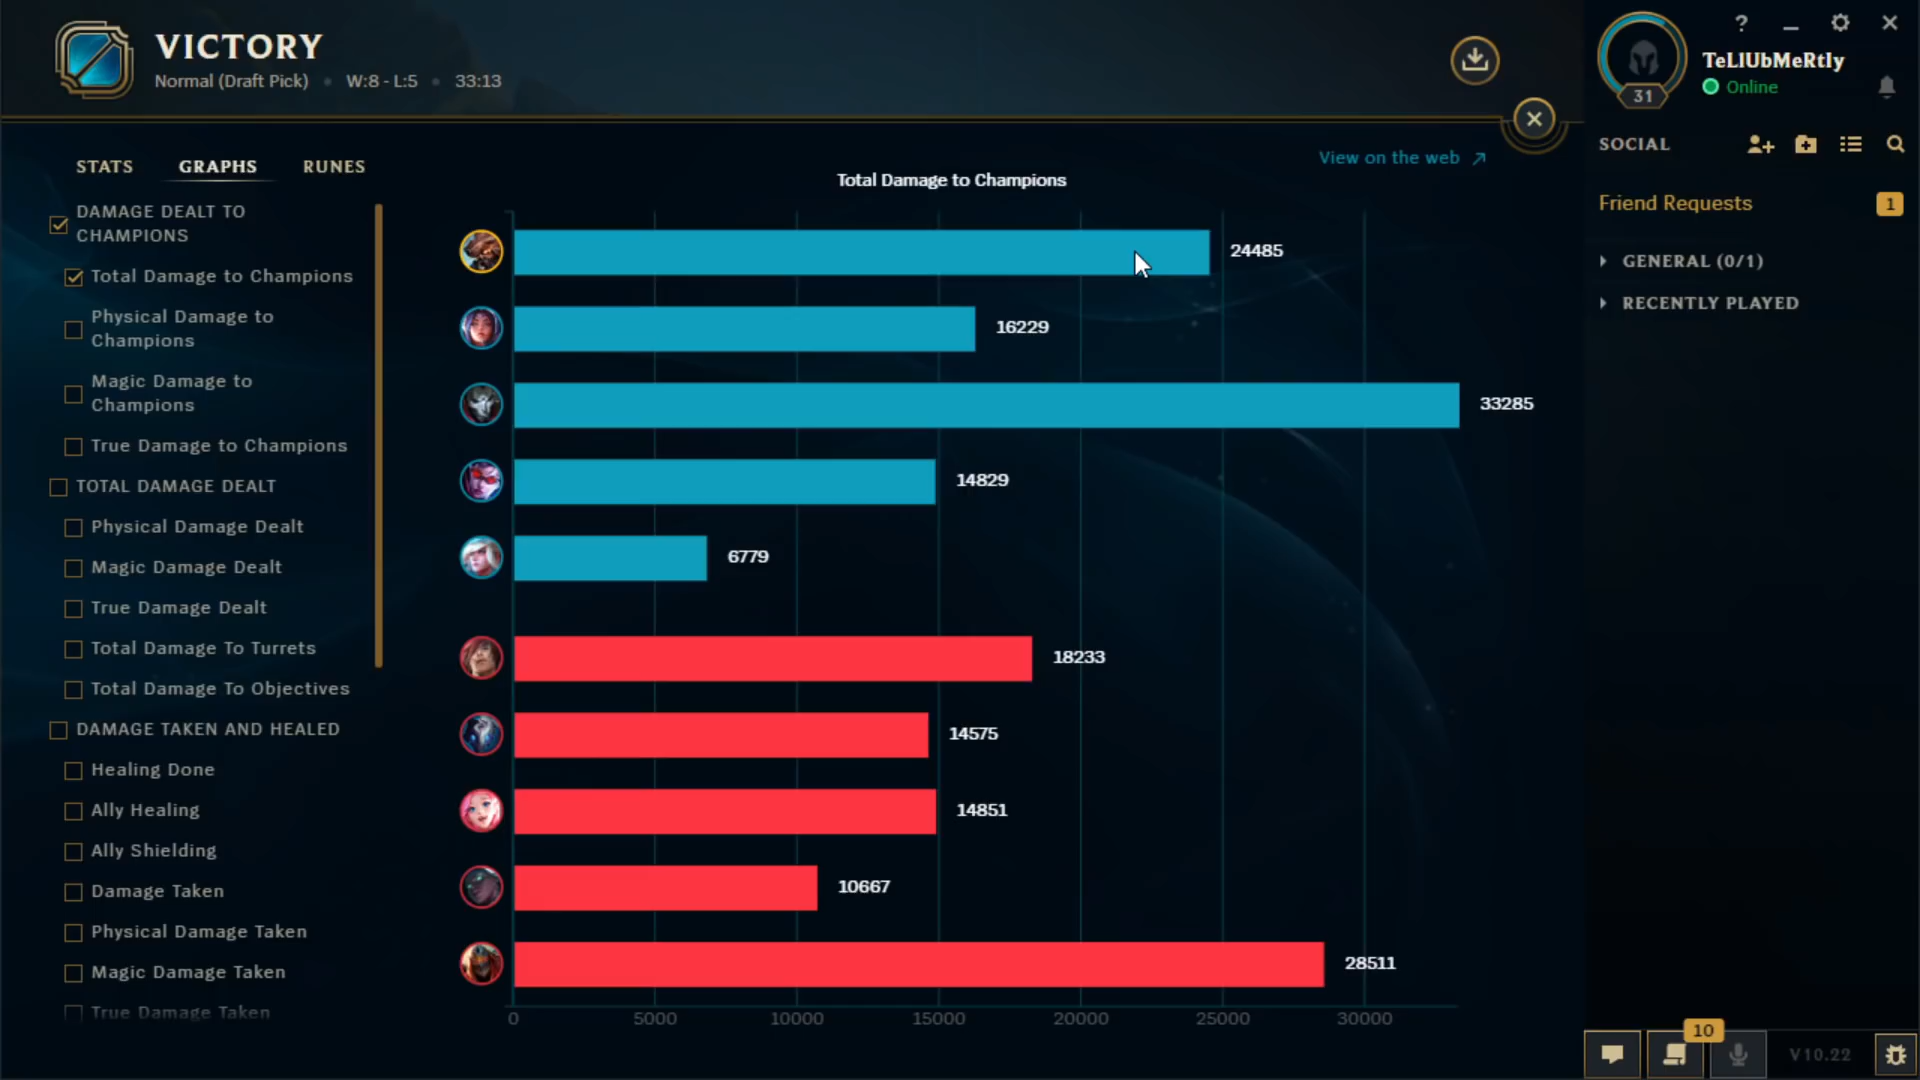 VICTORY
Normal (Draft Pick) • W:8 - L:5 • 33:13
?
TeLlUbMeRtly
31
Online
SOCIAL
Friend Requests 1
GENERAL (0/1)
RECENTLY PLAYED
STATS GRAPHS RUNES
View on the web
Total Damage to Champions
DAMAGE DEALT TO
CHAMPIONS
Total Damage to Champions
Physical Damage to
Champions
Magic Damage to
Champions
True Damage to Champions
TOTAL DAMAGE DEALT
Physical Damage Dealt
Magic Damage Dealt
True Damage Dealt
Total Damage To Turrets
Total Damage To Objectives
DAMAGE TAKEN AND HEALED
Healing Done
Ally Healing
Ally Shielding
Damage Taken
Physical Damage Taken
Magic Damage Taken
True Damage Taken
24485
16229
33285
14829
6779
18233
14575
14851
10667
28511
0 5000 10000 15000 20000 25000 30000
10
V10.22